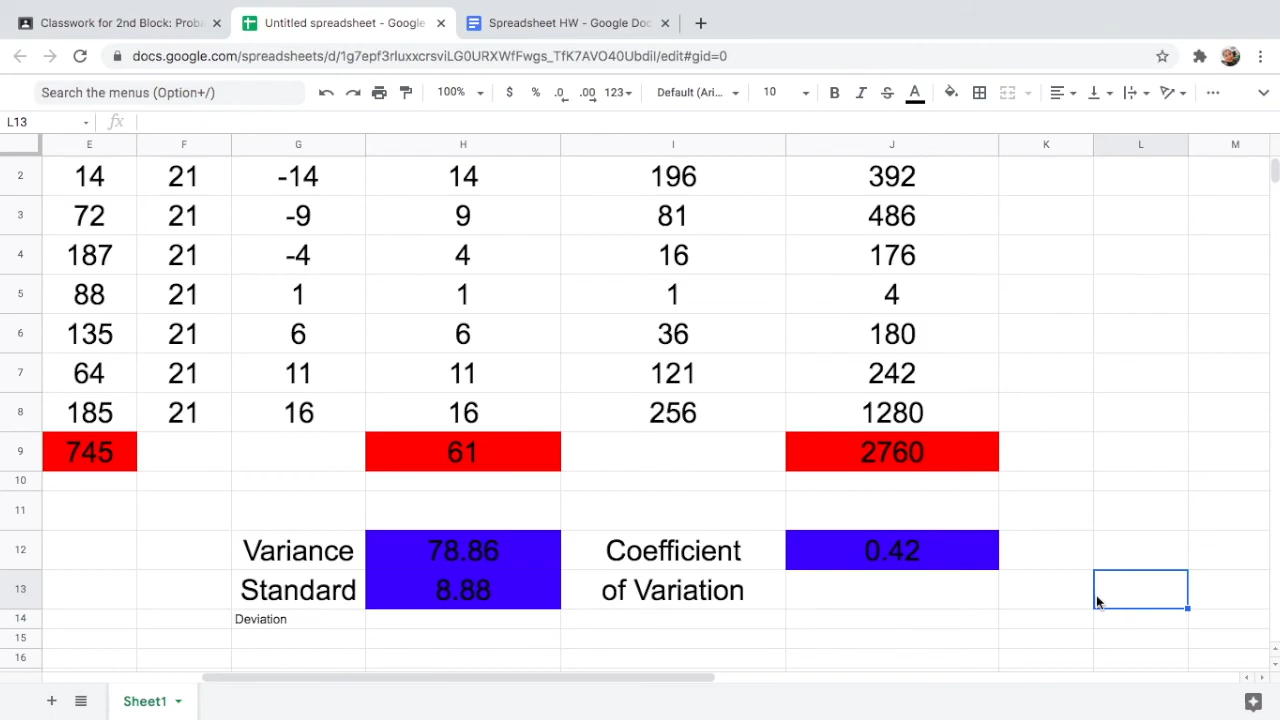 Classwork for 2nd Block: Proba
Untitled spreadsheet - Google
Spreadsheet HW - Google Doc
docs.google.com/spreadsheets/d/1g7epf3rluxxcrsviLG0URXWfFwgs_TfK7AVO40Ubdil/edit#gid=0
Search the menus (Option+/) 100% $ % .0 .00 123 Default (Ari... 10 B I S A
L13 fx
E F G H I J K L M
2 14 21 -14 14 196 392
3 72 21 -9 9 81 486
4 187 21 -4 4 16 176
5 88 21 1 1 1 4
6 135 21 6 6 36 180
7 64 21 11 11 121 242
8 185 21 16 16 256 1280
9 745 61 2760
10
11
12 Variance 78.86 Coefficient 0.42
13 Standard 8.88 of Variation
14 Deviation
15
16
Sheet1